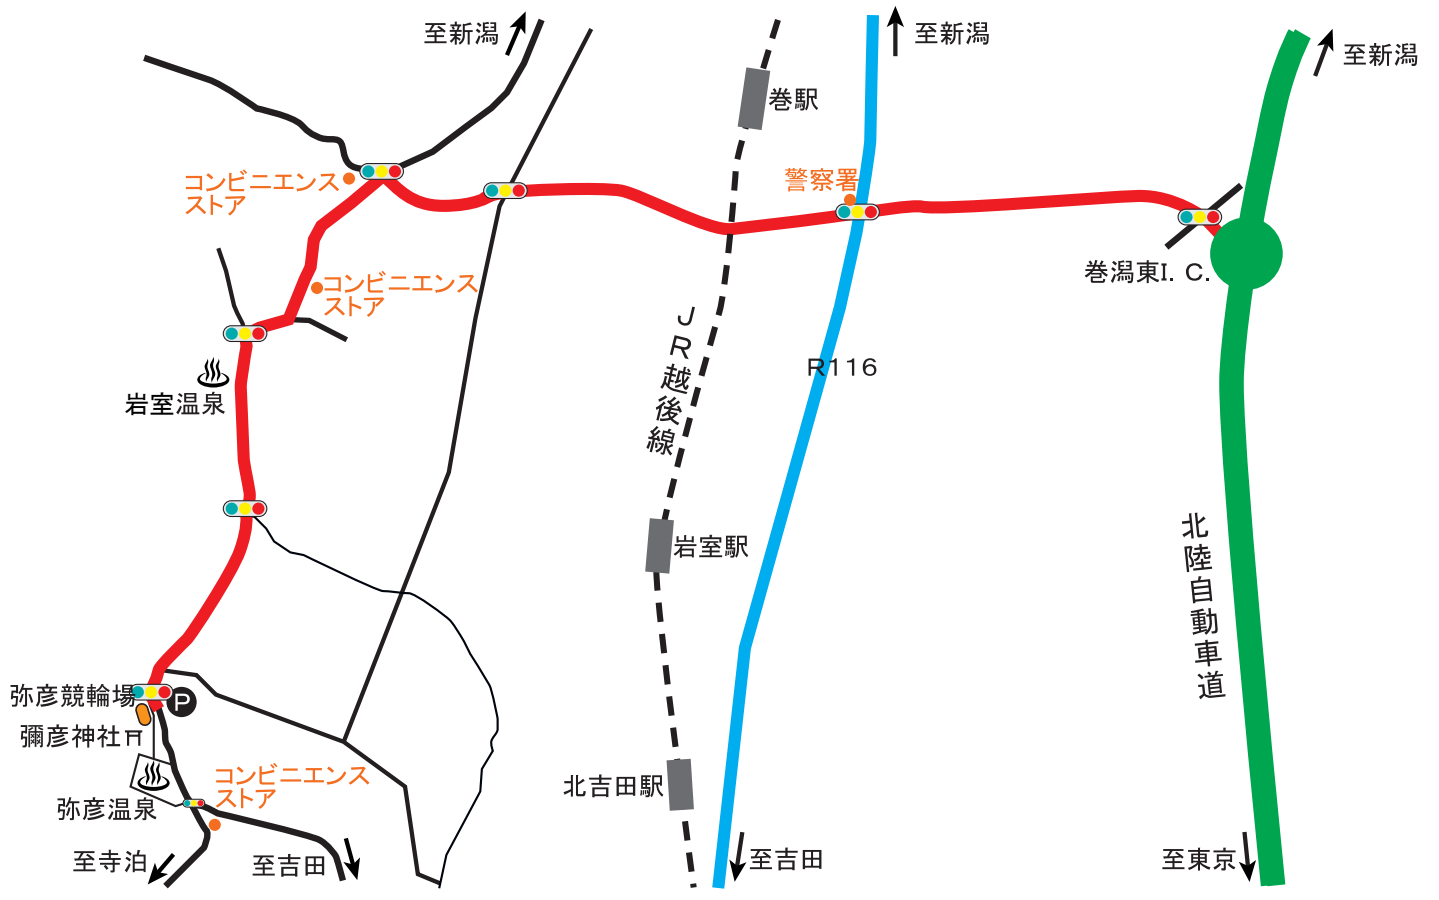 至新潟
至新潟
至新潟
巻駅
コンビニエンス
ストア
警察署
巻潟東I. C.
コンビニエンス
ストア
JR越後線
R116
岩室温泉
岩室駅
北陸自動車道
弥彦競輪場
P
彌彦神社
コンビニエンス
ストア
北吉田駅
弥彦温泉
至寺泊
至吉田
至吉田
至東京